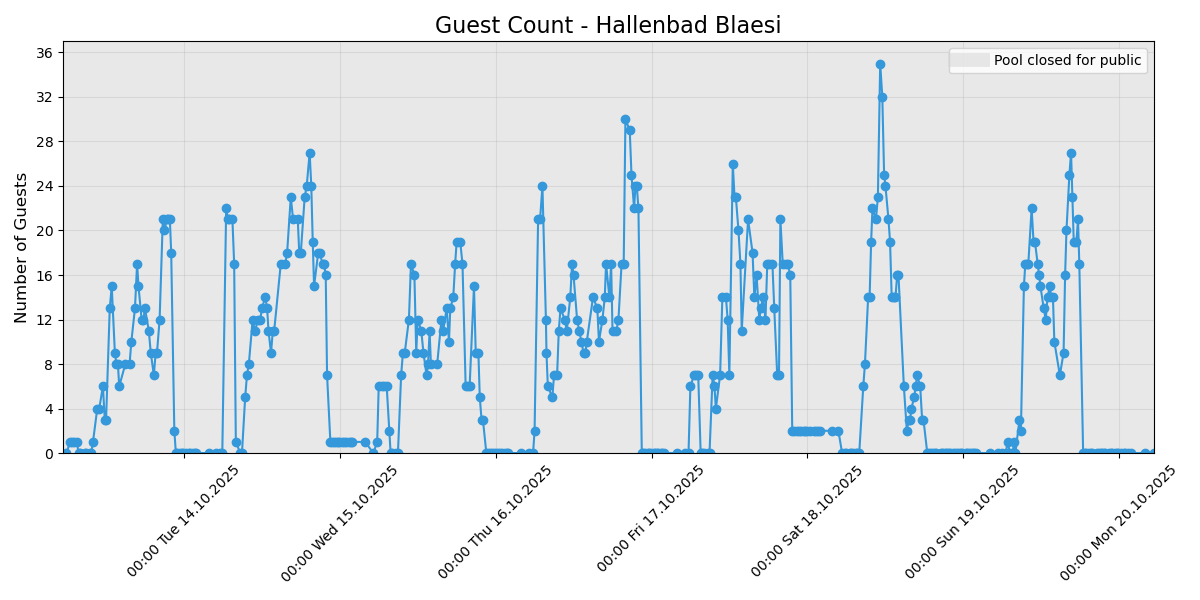 Guest Count - Hallenbad Blaesi
Pool closed for public
Number of Guests
36
32
28
24
20
16
12
8
4
0
00:00 Tue 14.10.2025
00:00 Wed 15.10.2025
00:00 Thu 16.10.2025
00:00 Fri 17.10.2025
00:00 Sat 18.10.2025
00:00 Sun 19.10.2025
00:00 Mon 20.10.2025